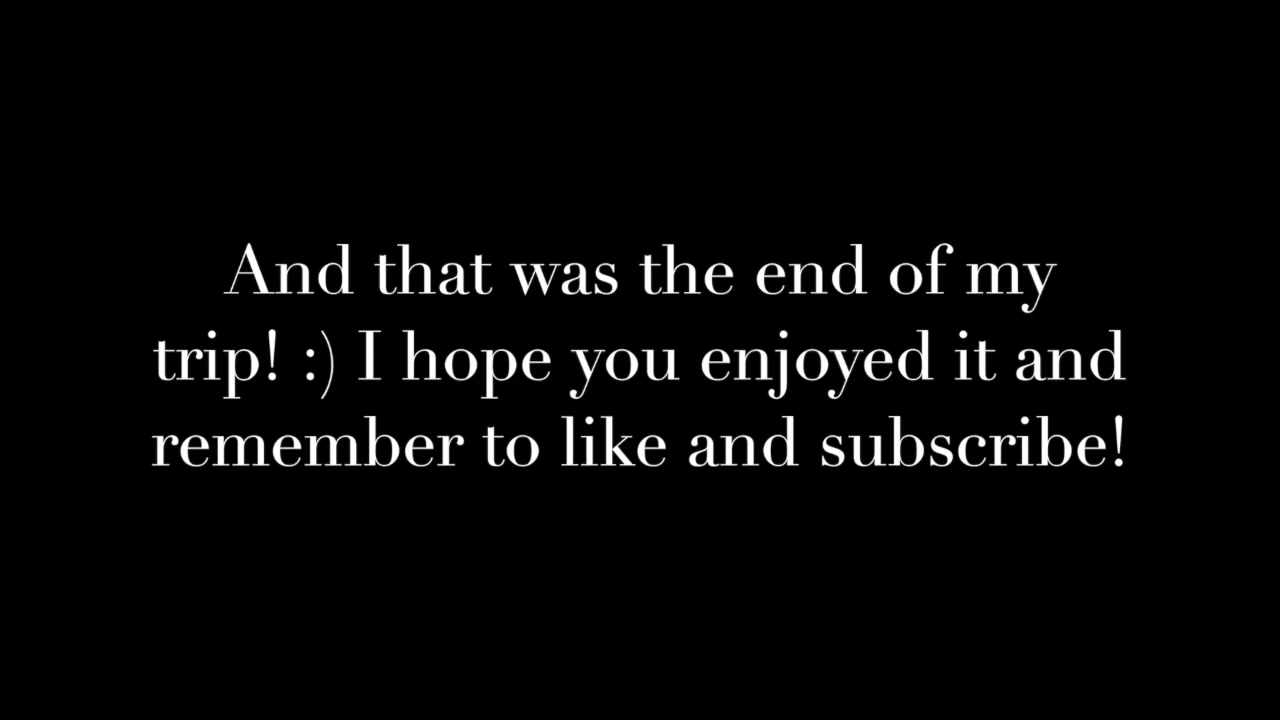 And that was the end of my
trip! :) I hope you enjoyed it and
remember to like and subscribe!